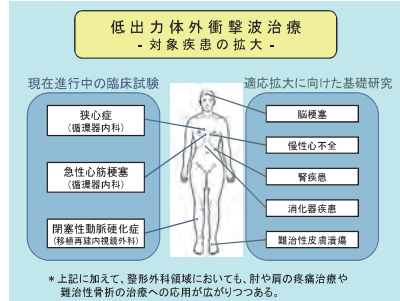 低出力体外衝撃波治療
- 対象疾患の拡大 -
現在進行中の臨床試験
狭心症
(循環器内科)
急性心筋梗塞
(循環器内科)
閉塞性動脈硬化症
(移植再建内視鏡外科)
適応拡大に向けた基礎研究
脳梗塞
慢性心不全
腎疾患
消化器疾患
難治性皮膚潰瘍
＊上記に加えて、整形外科領域においても、肘や肩の疼痛治療や
難治性骨折の治療への応用が広がりつつある。